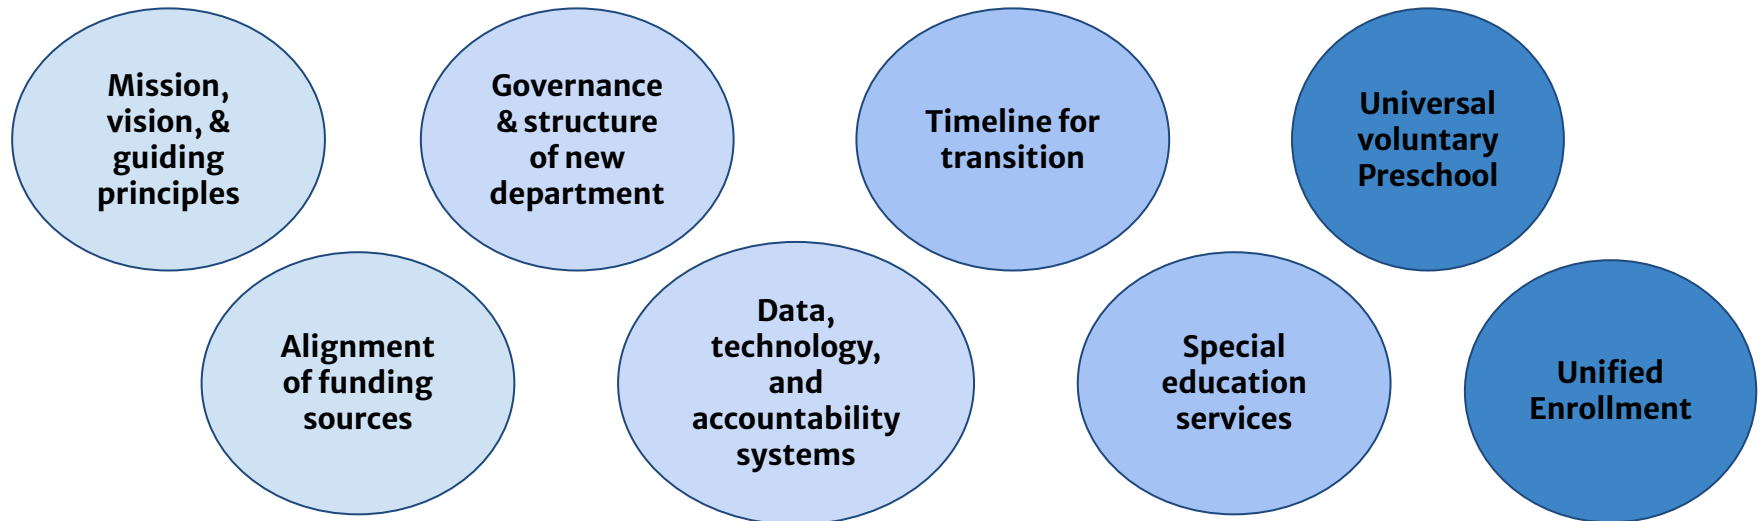 Mission,
vision, &
guiding
principles
Governance
& structure
of new
department
Timeline for
transition
Universal
voluntary
Preschool
Alignment
of funding
sources
Data,
technology,
and
accountability
systems
Special
education
services
Unified
Enrollment